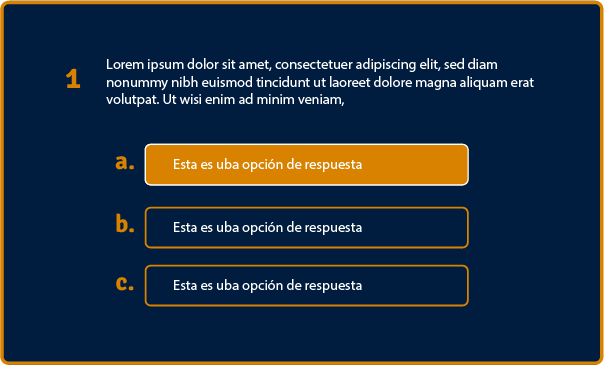 1
Lorem ipsum dolor sit amet, consectetuer adipiscing elit, sed diam
nonummy nibh euismod tincidunt ut laoreet dolore magna aliquam erat
volutpat. Ut wisi enim ad minim veniam,
a. Esta es uba opción de respuesta
b. Esta es uba opción de respuesta
c. Esta es uba opción de respuesta